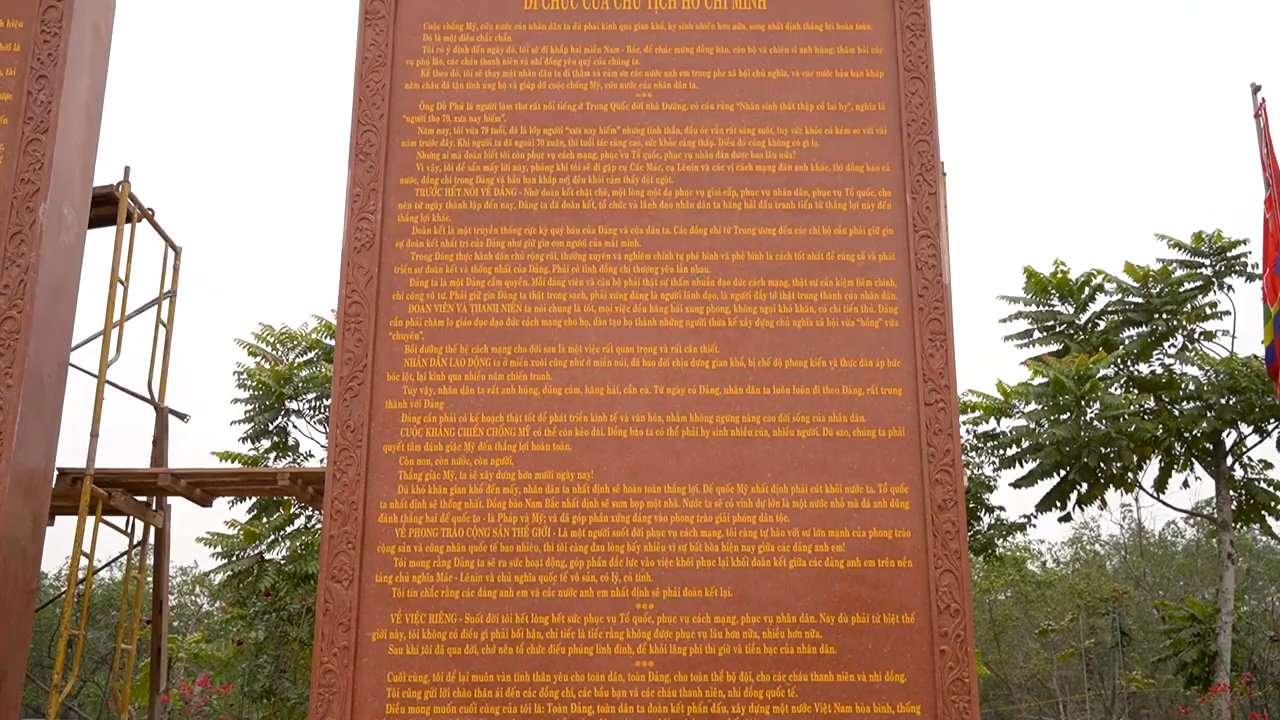 DI CHÚC CỦA CHỦ TỊCH HỒ CHÍ MINH
Cuộc chống Mỹ, cứu nước của nhân dân ta dù phải kinh qua gian khổ, hy sinh nhiều hơn nữa, song nhất định thắng lợi hoàn toàn.
Đó là một điều chắc chắn.
Tôi có ý định đến ngày đó, tôi sẽ đi khắp hai miền Nam - Bắc, để chúc mừng đồng bào, cán bộ và chiến sĩ anh hùng; thăm hỏi các
cụ phụ lão, các cháu thanh niên và nhi đồng yêu quý của chúng ta.
Kế theo đó, tôi sẽ thay mặt nhân dân ta đi thăm và cảm ơn các nước anh em trong phe xã hội chủ nghĩa, và các nước bầu bạn khắp
năm châu đã tận tình ủng hộ và giúp đỡ cuộc chống Mỹ, cứu nước của nhân dân ta.
***
Ông Đỗ Phủ là người làm thơ rất nổi tiếng ở Trung Quốc đời nhà Đường, có câu rằng "Nhân sinh thất thập cổ lai hy", nghĩa là
"người thọ 70, xưa nay hiếm".
Năm nay, tôi vừa 79 tuổi, đã là lớp người "xưa nay hiếm" nhưng tinh thần, đầu óc vẫn rất sáng suốt, tuy sức khỏe có kém so với vài
năm trước đây. Khi người ta đã ngoài 70 xuân, thì tuổi tác càng cao, sức khỏe càng thấp. Điều đó cũng không có gì lạ.
Nhưng ai mà đoán biết tôi còn phục vụ cách mạng, phục vụ Tổ quốc, phục vụ nhân dân được bao lâu nữa?
Vì vậy, tôi để sẵn mấy lời này, phòng khi tôi sẽ đi gặp cụ Các Mác, cụ Lênin và các vị cách mạng đàn anh khác, thì đồng bào cả
nước, đồng chí trong Đảng và bầu bạn khắp nơi đều khỏi cảm thấy đột ngột.
TRƯỚC HẾT NÓI VỀ ĐẢNG - Nhờ đoàn kết chặt chẽ, một lòng một dạ phục vụ giai cấp, phục vụ nhân dân, phục vụ Tổ quốc, cho
nên từ ngày thành lập đến nay, Đảng ta đã đoàn kết, tổ chức và lãnh đạo nhân dân ta hăng hái đấu tranh tiến từ thắng lợi này đến
thắng lợi khác.
Đoàn kết là một truyền thống cực kỳ quý báu của Đảng và của dân ta. Các đồng chí từ Trung ương đến các chi bộ cần phải giữ gìn
sự đoàn kết nhất trí của Đảng như giữ gìn con ngươi của mắt mình.
Trong Đảng thực hành dân chủ rộng rãi, thường xuyên và nghiêm chỉnh tự phê bình và phê bình là cách tốt nhất để củng cố và phát
triển sự đoàn kết và thống nhất của Đảng. Phải có tình đồng chí thương yêu lẫn nhau.
Đảng ta là một Đảng cầm quyền. Mỗi đảng viên và cán bộ phải thật sự thấm nhuần đạo đức cách mạng, thật sự cần kiệm liêm chính,
chí công vô tư. Phải giữ gìn Đảng ta thật trong sạch, phải xứng đáng là người lãnh đạo, là người đầy tớ thật trung thành của nhân dân.
ĐOÀN VIÊN VÀ THANH NIÊN ta nói chung là tốt, mọi việc đều hăng hái xung phong, không ngại khó khăn, có chí tiến thủ. Đảng
cần phải chăm lo giáo dục đạo đức cách mạng cho họ, đào tạo họ thành những người thừa kế xây dựng chủ nghĩa xã hội vừa "hồng" vừa
"chuyên".
Bồi dưỡng thế hệ cách mạng cho đời sau là một việc rất quan trọng và rất cần thiết.
NHÂN DÂN LAO ĐỘNG ta ở miền xuôi cũng như ở miền núi, đã bao đời chịu đựng gian khổ, bị chế độ phong kiến và thực dân áp bức
bóc lột, lại kinh qua nhiều năm chiến tranh.
Tuy vậy, nhân dân ta rất anh hùng, dũng cảm, hăng hái, cần cù. Từ ngày có Đảng, nhân dân ta luôn luôn đi theo Đảng, rất trung
thành với Đảng
Đảng cần phải có kế hoạch thật tốt để phát triển kinh tế và văn hóa, nhằm không ngừng nâng cao đời sống của nhân dân.
CUỘC KHÁNG CHIẾN CHỐNG MỸ có thể còn kéo dài. Đồng bào ta có thể phải hy sinh nhiều của, nhiều người. Dù sao, chúng ta phải
quyết tâm đánh giặc Mỹ đến thắng lợi hoàn toàn.
Còn non, còn nước, còn người,
Thắng giặc Mỹ, ta sẽ xây dựng hơn mười ngày nay!
Dù khó khăn gian khổ đến mấy, nhân dân ta nhất định sẽ hoàn toàn thắng lợi. Đế quốc Mỹ nhất định phải cút khỏi nước ta. Tổ quốc
ta nhất định sẽ thống nhất. Đồng bào Nam Bắc nhất định sẽ sum họp một nhà. Nước ta sẽ có vinh dự lớn là một nước nhỏ mà đã anh dũng
đánh thắng hai đế quốc to - là Pháp và Mỹ; và đã góp phần xứng đáng vào phong trào giải phóng dân tộc.
VỀ PHONG TRÀO CỘNG SẢN THẾ GIỚI - Là một người suốt đời phục vụ cách mạng, tôi càng tự hào với sự lớn mạnh của phong trào
cộng sản và công nhân quốc tế bao nhiêu, thì tôi càng đau lòng bấy nhiêu vì sự bất hòa hiện nay giữa các đảng anh em!
Tôi mong rằng Đảng ta sẽ ra sức hoạt động, góp phần đắc lực vào việc khôi phục lại khối đoàn kết giữa các đảng anh em trên nền
tảng chủ nghĩa Mác - Lênin và chủ nghĩa quốc tế vô sản, có lý, có tình.
Tôi tin chắc rằng các đảng anh em và các nước anh em nhất định sẽ phải đoàn kết lại.
***
VỀ VIỆC RIÊNG - Suốt đời tôi hết lòng hết sức phục vụ Tổ quốc, phục vụ cách mạng, phục vụ nhân dân. Nay dù phải từ biệt thế
giới này, tôi không có điều gì phải hối hận, chỉ tiếc là tiếc rằng không được phục vụ lâu hơn nữa, nhiều hơn nữa.
Sau khi tôi đã qua đời, chớ nên tổ chức điếu phúng linh đình, để khỏi lãng phí thì giờ và tiền bạc của nhân dân.
***
Cuối cùng, tôi để lại muôn vàn tình thân yêu cho toàn dân, toàn Đảng, cho toàn thể bộ đội, cho các cháu thanh niên và nhi đồng.
Tôi cũng gửi lời chào thân ái đến các đồng chí, các bầu bạn và các cháu thanh niên, nhi đồng quốc tế.
Điều mong muốn cuối cùng của tôi là: Toàn Đảng, toàn dân ta đoàn kết phấn đấu, xây dựng một nước Việt Nam hòa bình, thống